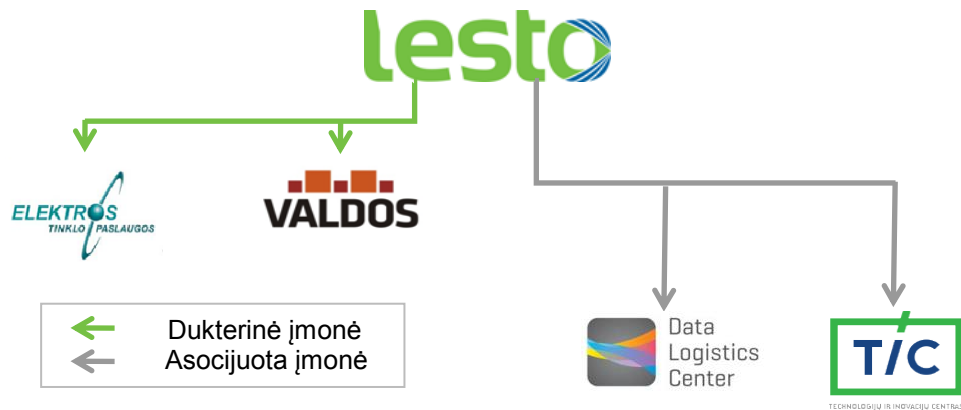 lesto
ELEKTROS
TINKLO PASLAUGOS
VALDOS
Dukterinė įmonė
Asocijuota įmonė
Data
Logistics
Center
T/C
TECHNOLOGIJŲ IR INOVACIJŲ CENTRAS